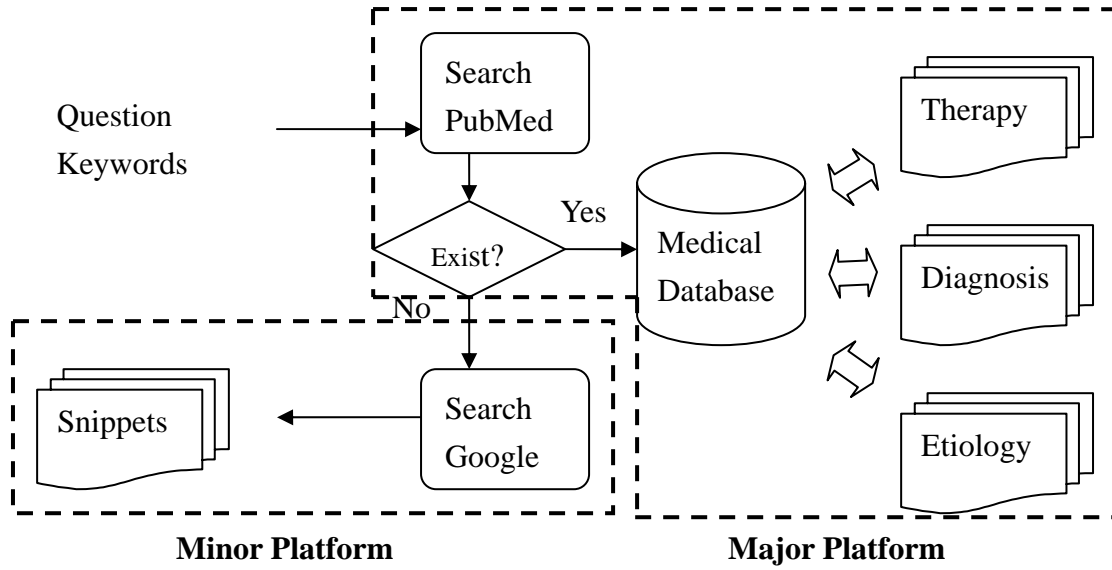 Search
PubMed
Question
Keywords
Exist?
Yes
No
Medical
Database
Therapy
Diagnosis
Etiology
Search
Google
Snippets
Minor Platform
Major Platform